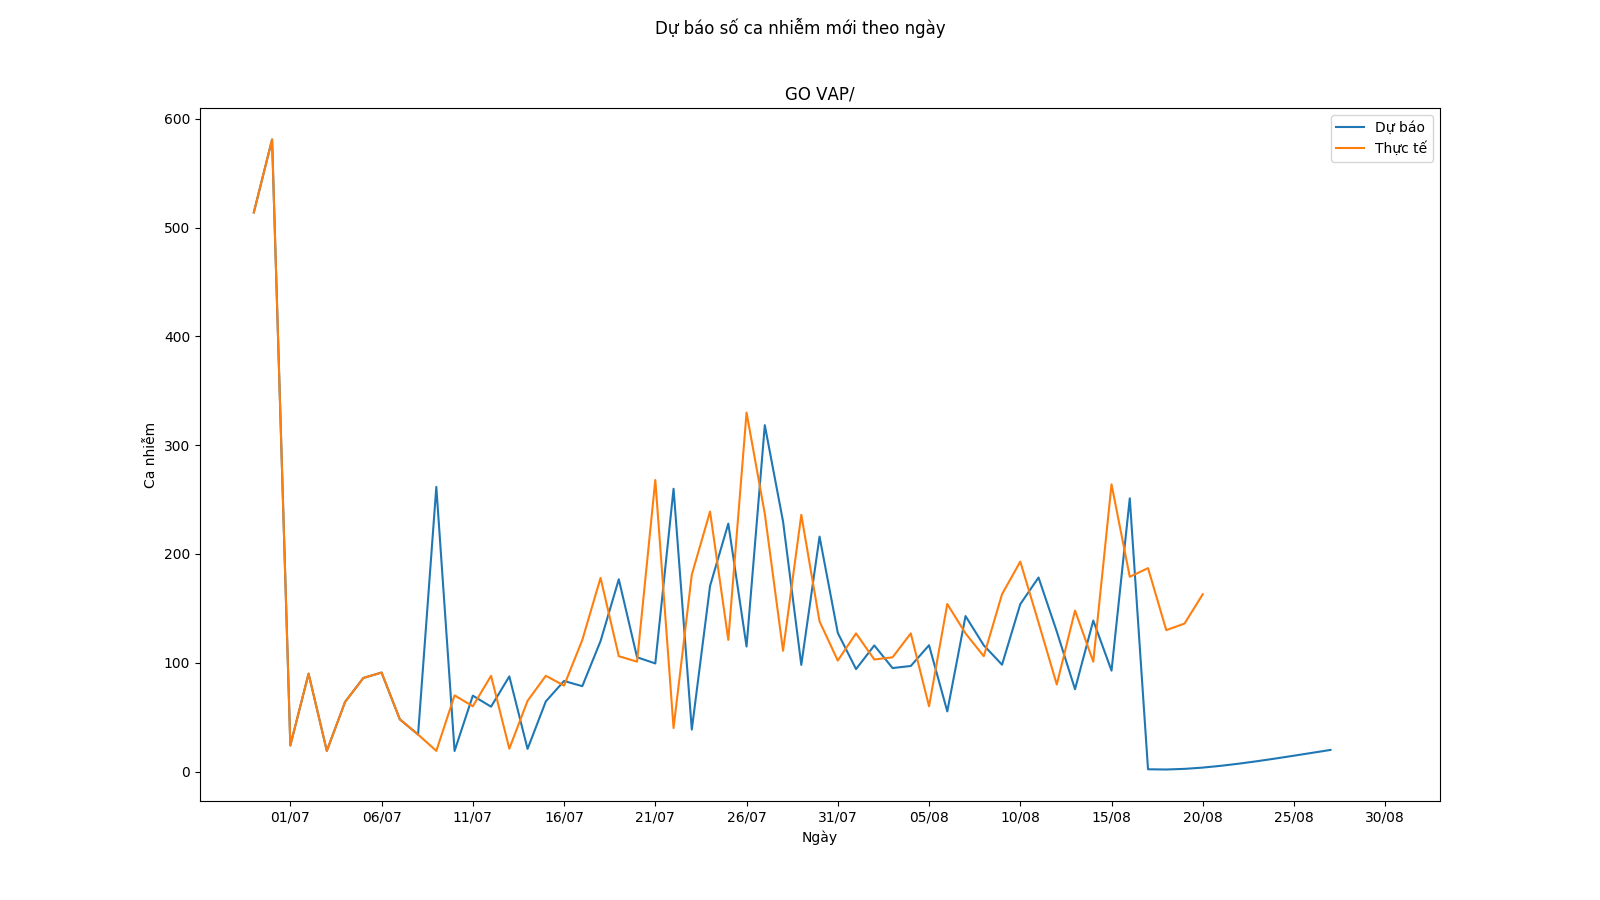 Dự báo số ca nhiễm mới theo ngày
GO VAP/
Dự báo
Thực tế
600
500
400
300
200
100
0
Ca nhiễm
01/07 06/07 11/07 16/07 21/07 26/07 31/07 05/08 10/08 15/08 20/08 25/08 30/08
Ngày